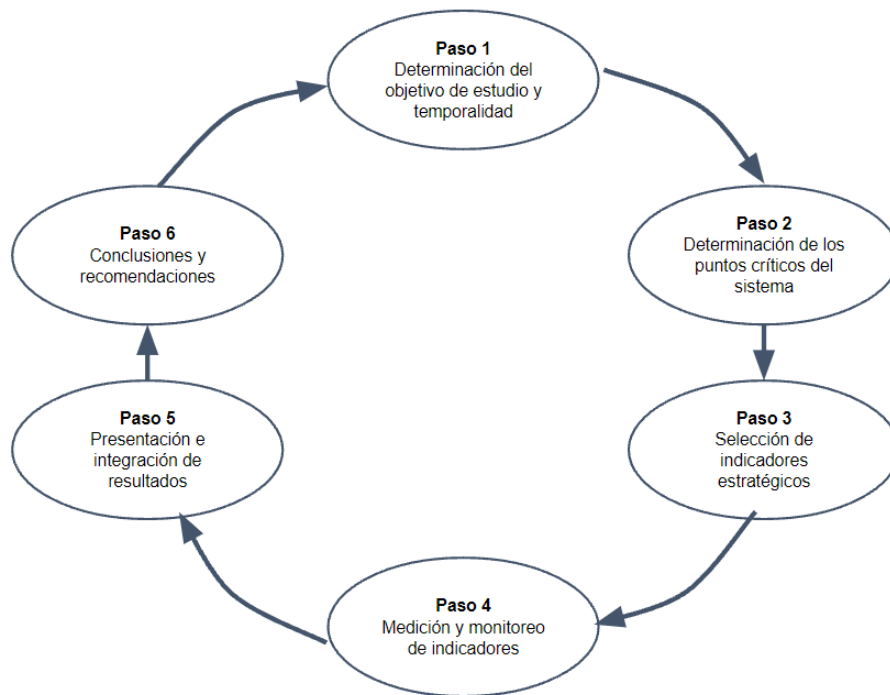 Paso 1
Determinación del
objetivo de estudio y
temporalidad
Paso 2
Determinación de los
puntos críticos del
sistema
Paso 3
Selección de
indicadores
estratégicos
Paso 4
Medición y monitoreo
de indicadores
Paso 5
Presentación e
integración de
resultados
Paso 6
Conclusiones y
recomendaciones